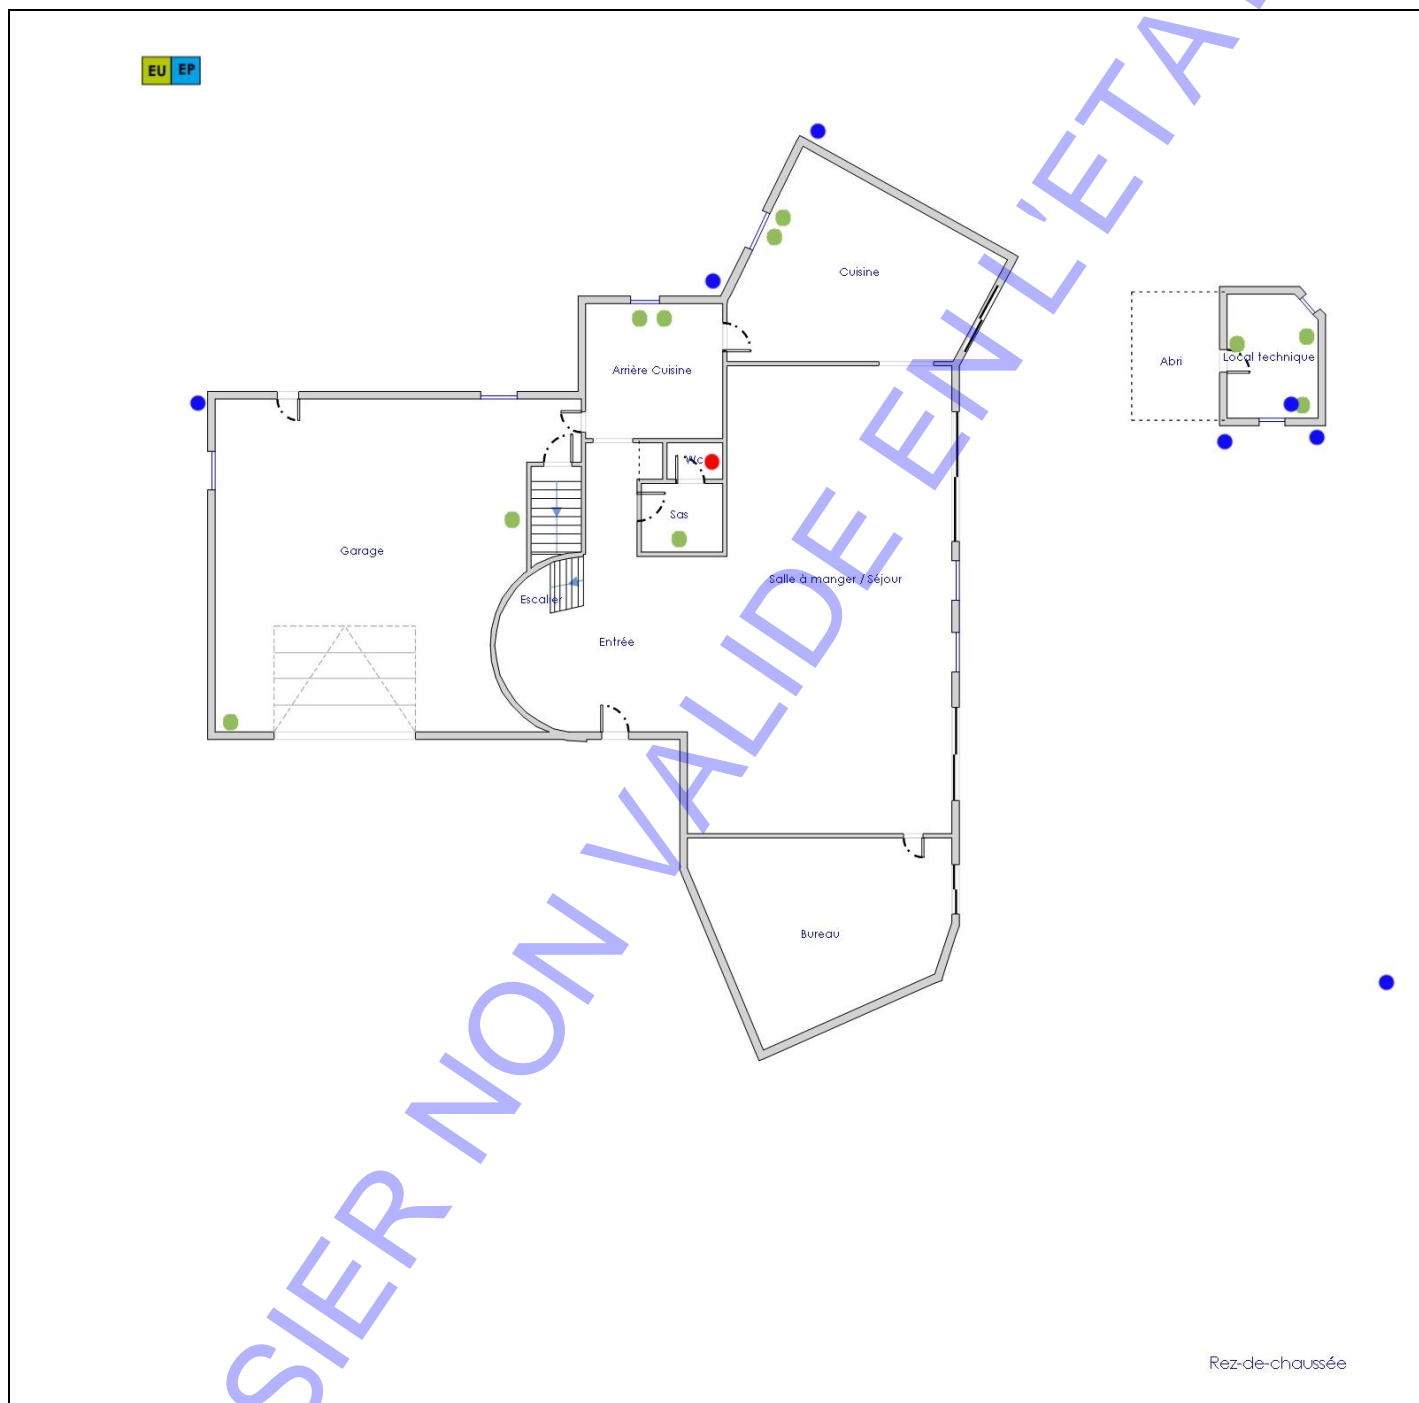 EU EP
Cuisine
Abri
Local technique
Arrière Cuisine
Wc
Sas
Garage
Salle à manger / Séjour
Escalier
Entrée
Bureau
SIER NON VALIDE EN L'ETA
Rez-de-chaussée